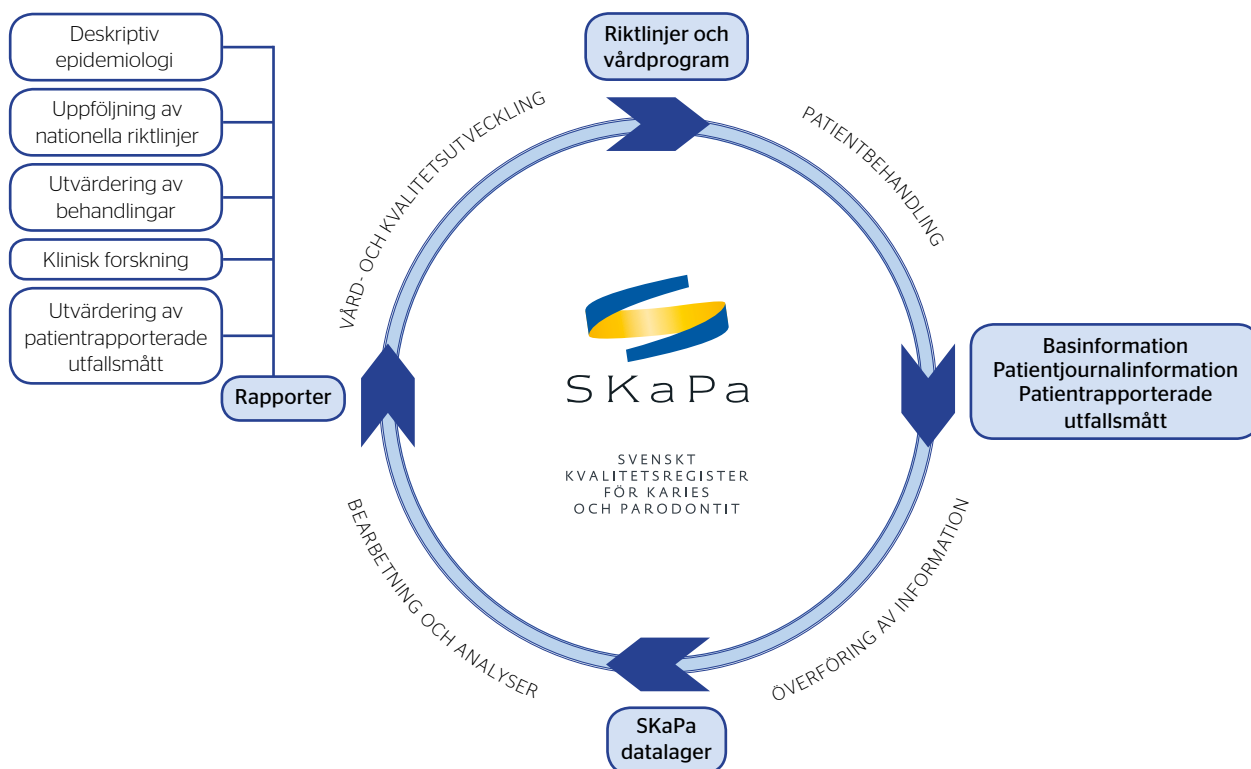 Deskriptiv
epidemiologi
Uppföljning av
nationella riktlinjer
Utvärdering av
behandlingar
Klinisk forskning
Utvärdering av
patientrapporterade
utfallsmått
Rapporter
Riktlinjer och
vårdprogram
PATIENTBEHANDLING
Basinformation
Patientjournalinformation
Patientrapporterade
utfallsmått
ÖVERFÖRING AV INFORMATION
SKaPa
datalager
BEARBETNING OCH ANALYSER
VÅRD- OCH KVALITETSUTVECKLING
SKaPa
SVENSKT
KVALITETSREGISTER
FÖR KARIES
OCH PARODONTIT